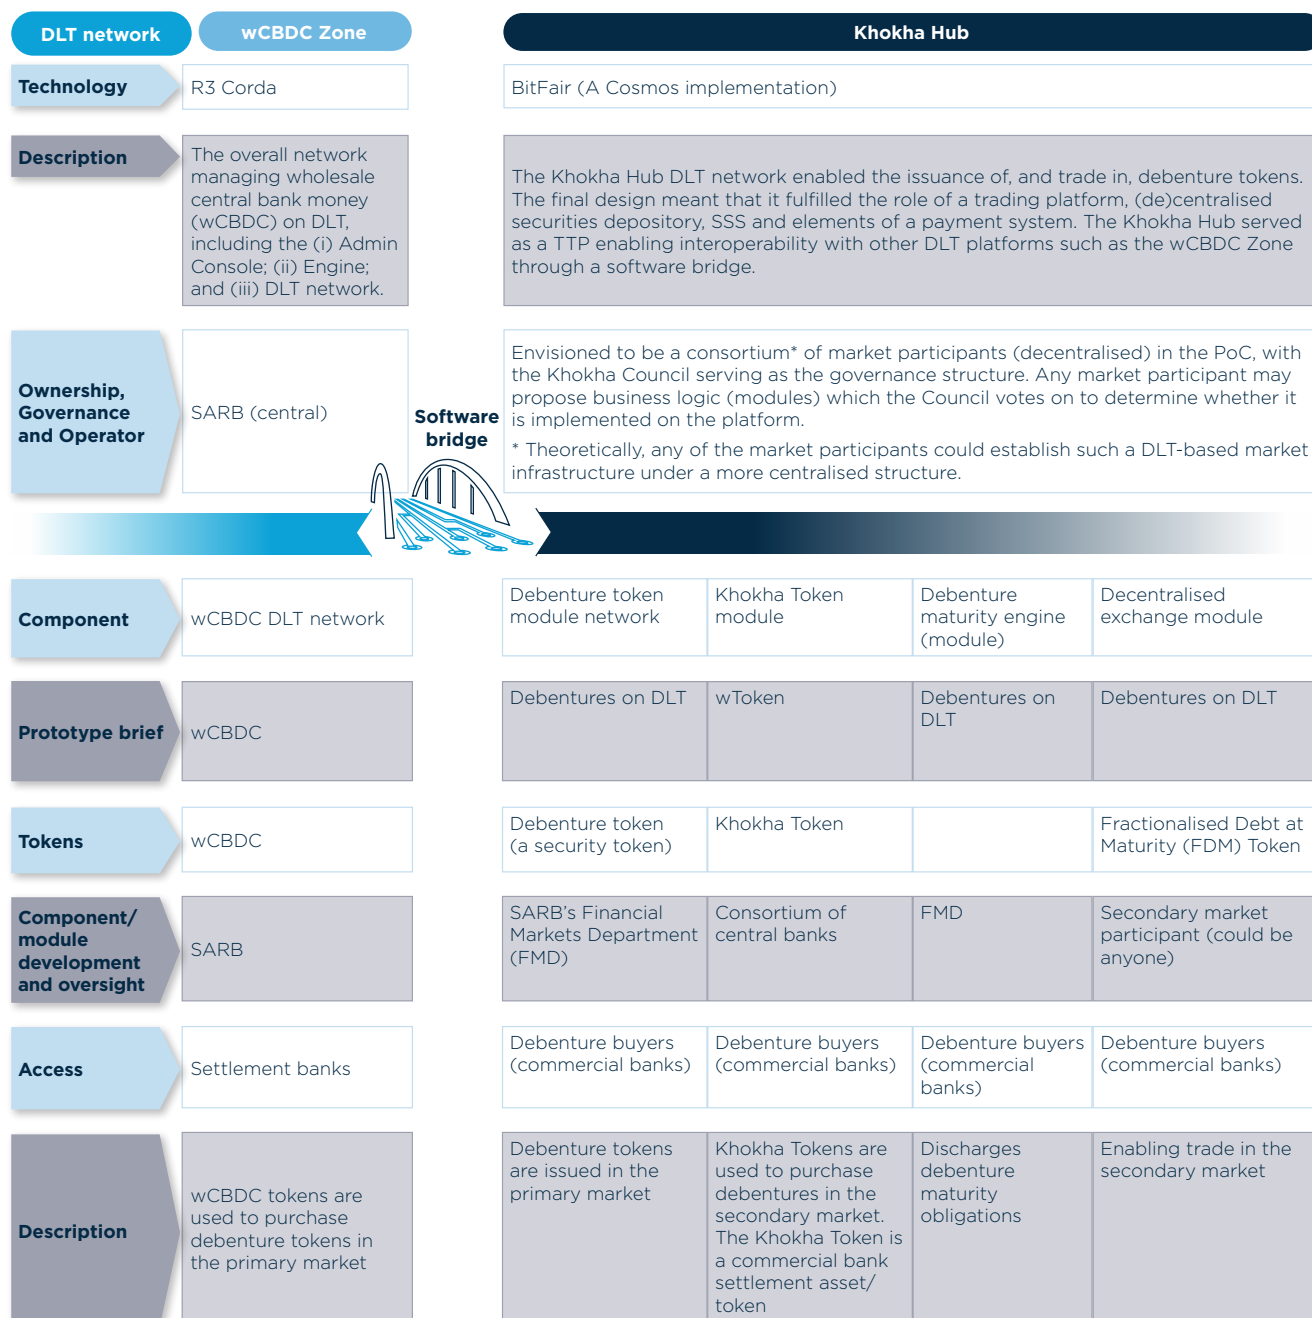 DLT network
wCBDC Zone
Khokha Hub
Technology
R3 Corda
BitFair (A Cosmos implementation)
Description
The overall network
managing wholesale
central bank money
(wCBDC) on DLT,
including the (i) Admin
Console; (ii) Engine;
and (iii) DLT network.
The Khokha Hub DLT network enabled the issuance of, and trade in, debenture tokens.
The final design meant that it fulfilled the role of a trading platform, (de)centralised
securities depository, SSS and elements of a payment system. The Khokha Hub served
as a TTP enabling interoperability with other DLT platforms such as the wCBDC Zone
through a software bridge.
Ownership,
Governance
and Operator
SARB (central)
Software
bridge
Envisioned to be a consortium* of market participants (decentralised) in the PoC, with
the Khokha Council serving as the governance structure. Any market participant may
propose business logic (modules) which the Council votes on to determine whether it
is implemented on the platform.
* Theoretically, any of the market participants could establish such a DLT-based market
infrastructure under a more centralised structure.
Component
wCBDC DLT network
Debenture token
module network
Khokha Token
module
Debenture
maturity engine
(module)
Decentralised
exchange module
Prototype brief
wCBDC
Debentures on DLT
wToken
Debentures on
DLT
Debentures on DLT
Tokens
wCBDC
Debenture token
(a security token)
Khokha Token
Fractionalised Debt at
Maturity (FDM) Token
Component/
module
development
and oversight
SARB
SARB's Financial
Markets Department
(FMD)
Consortium of
central banks
FMD
Secondary market
participant (could be
anyone)
Access
Settlement banks
Debenture buyers
(commercial banks)
Debenture buyers
(commercial banks)
Debenture buyers
(commercial
banks)
Debenture buyers
(commercial banks)
Description
wCBDC tokens are
used to purchase
debenture tokens in
the primary market
Debenture tokens
are issued in the
primary market
Khokha Tokens are
used to purchase
debentures in the
secondary market.
The Khokha Token is
a commercial bank
settlement asset/
token
Discharges
debenture
maturity
obligations
Enabling trade in the
secondary market